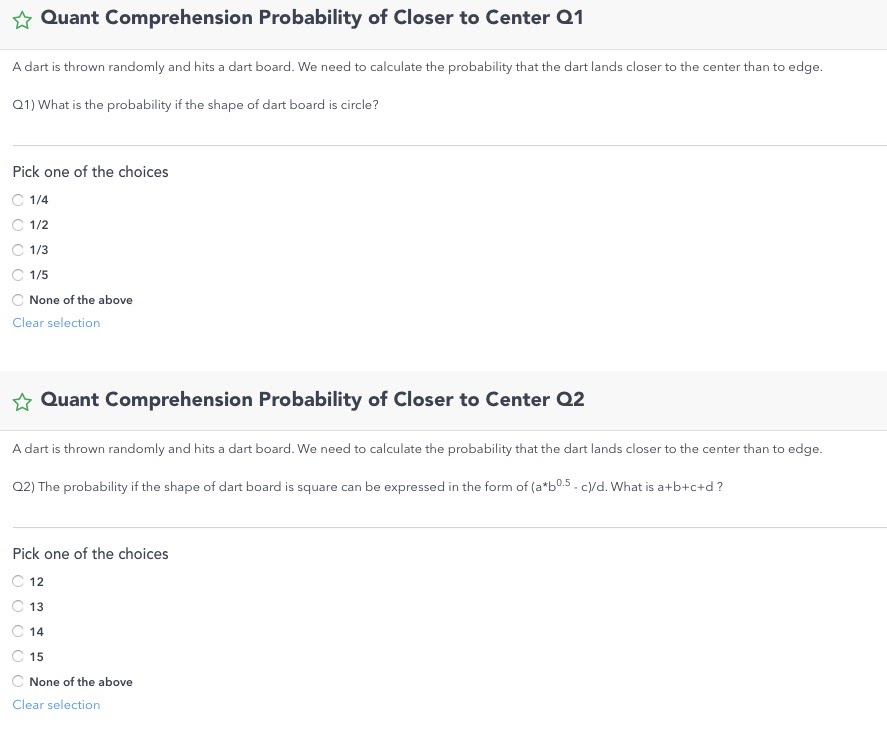 Quant Comprehension Probability of Closer to Center Q1
A dart is thrown randomly and hits a dart board. We need to calculate the probability that the dart lands closer to the center than to edge.
Q1) What is the probability if the shape of dart board is circle?
Pick one of the choices
1/4
1/2
1/3
1/5
None of the above
Clear selection
Quant Comprehension Probability of Closer to Center Q2
A dart is thrown randomly and hits a dart board. We need to calculate the probability that the dart lands closer to the center than to edge.
Q2) The probability if the shape of dart board is square can be expressed in the form of (a*b^0.5 - c)/d. What is a+b+c+d ?
Pick one of the choices
12
13
14
15
None of the above
Clear selection